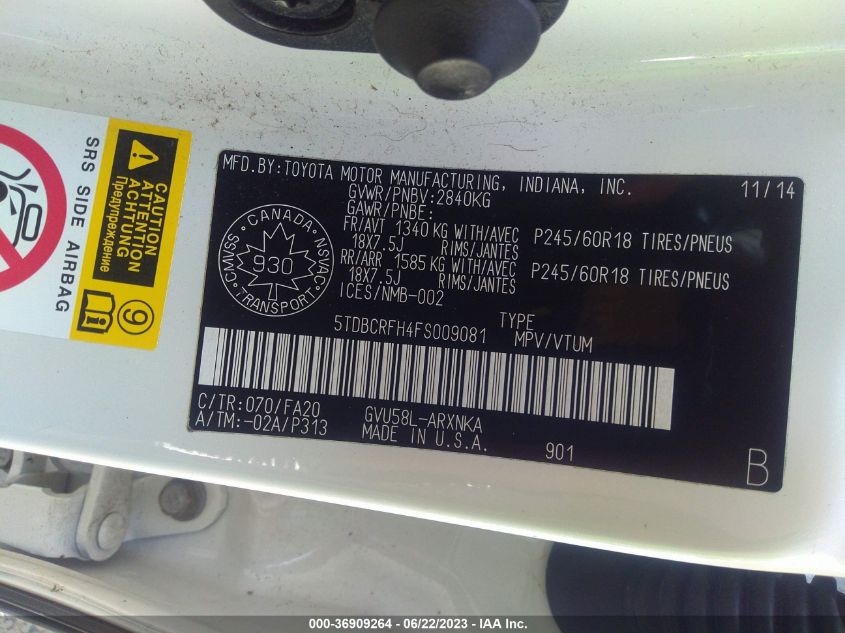 SRS SIDE AIRBAG
CAUTION
ATTENTION
ACHTUNG
Предупреждение
9
MFD.BY:TOYOTA MOTOR MANUFACTURING, INDIANA, INC. 11/14
GVWR/PNBV:2840KG
GAWR/PNBE:
FR/AVT 1340 KG WITH/AVEC P245/60R18 TIRES/PNEUS
18X7.5J RIMS/JANTES
RR/ARR 1585 KG WITH/AVEC P245/60R18 TIRES/PNEUS
18X7.5J RIMS/JANTES
ICES/NMB-002
CANADA
CMVSS 930 NSVAC
TRANSPORT
5TDBCRFH4FS009081 TYPE
MPV/VTUM
C/TR:070/FA20 GVU58L-ARXNKA
A/TM:-02A/P313 MADE IN U.S.A. 901
B
000-36909264 - 06/22/2023 - IAA Inc.